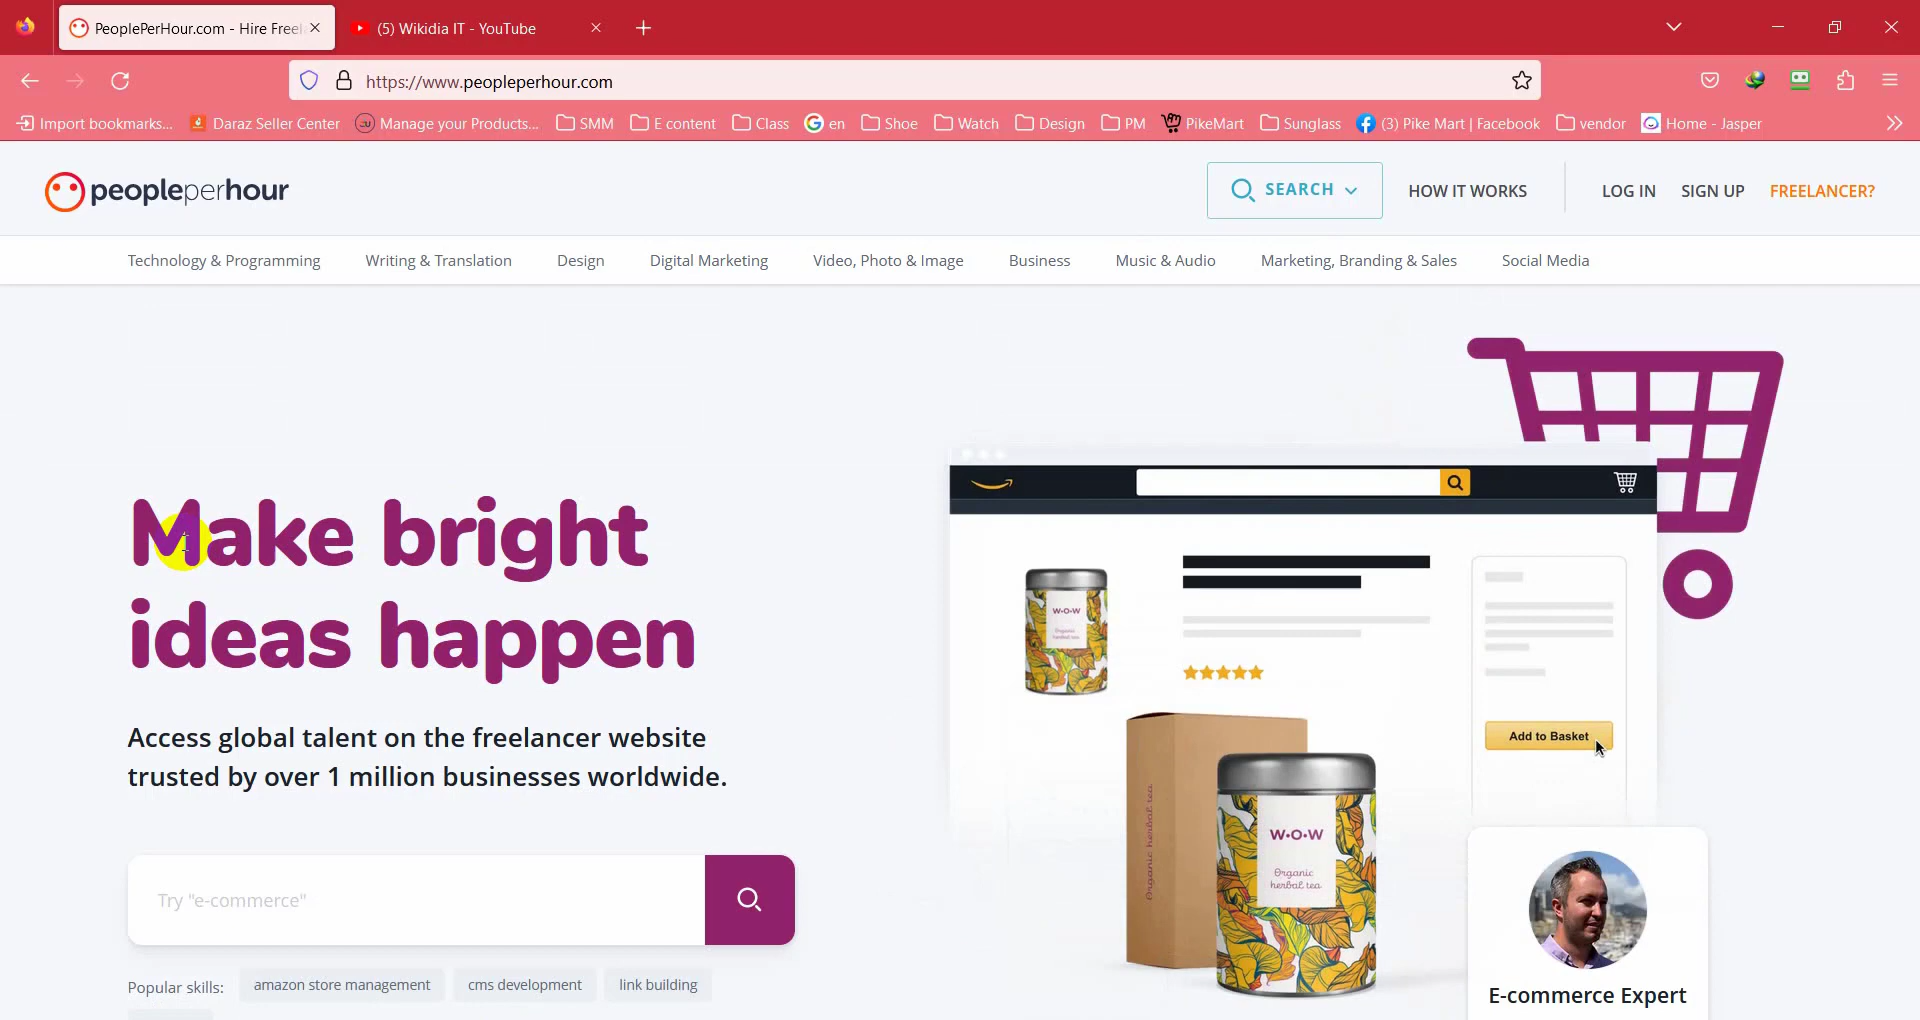 PeoplePerHour.com - Hire Freel
(5) Wikidia IT - YouTube
https://www.peopleperhour.com
Import bookmarks...
Daraz Seller Center
Manage your Products...
SMM
E content
Class
en
Shoe
Watch
Design
PM
PikeMart
Sunglass
(3) Pike Mart | Facebook
vendor
Home - Jasper
peopleperhour
SEARCH
HOW IT WORKS
LOG IN
SIGN UP
FREELANCER?
Technology & Programming
Writing & Translation
Design
Digital Marketing
Video, Photo & Image
Business
Music & Audio
Marketing, Branding & Sales
Social Media
Make bright
ideas happen
Access global talent on the freelancer website
trusted by over 1 million businesses worldwide.
Try "e-commerce"
Popular skills:
amazon store management
cms development
link building
W·O·W
Organic
herbal tea
Add to Basket
Organic herbal tea
W·O·W
Organic
herbal tea
E-commerce Expert